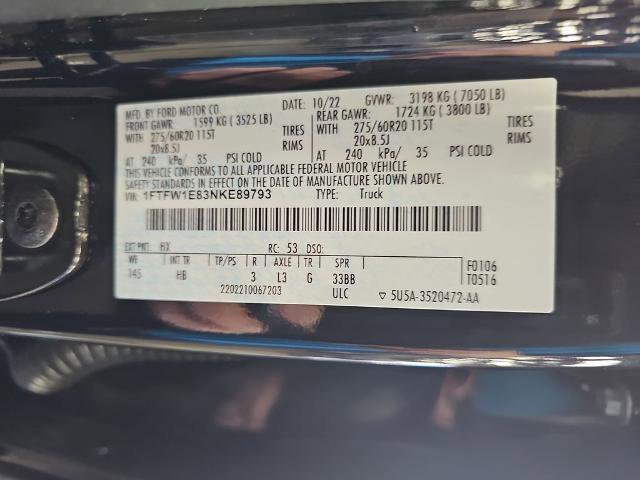 MFD. BY FORD MOTOR CO. DATE: 10/22 GVWR: 3198 KG ( 7050 LB)
FRONT GAWR: 1599 KG ( 3525 LB) REAR GAWR: 1724 KG ( 3800 LB)
WITH 275/60R20 115T TIRES WITH 275/60R20 115T TIRES
20x8.5J RIMS 20x8.5J RIMS
AT 240 kPa/ 35 PSI COLD AT 240 kPa/ 35 PSI COLD
THIS VEHICLE CONFORMS TO ALL APPLICABLE FEDERAL MOTOR VEHICLE
SAFETY STANDARDS IN EFFECT ON THE DATE OF MANUFACTURE SHOWN ABOVE.
VIN: 1FTFW1E83NKE89793 TYPE: Truck
EXT PNT: HX RC: 53 DSO:
WB INT TR TP/PS R AXLE TR SPR F0106
145 HB 3 L3 G 33BB T0516
2202210067203 ULC ▽ 5U5A-3520472-AA